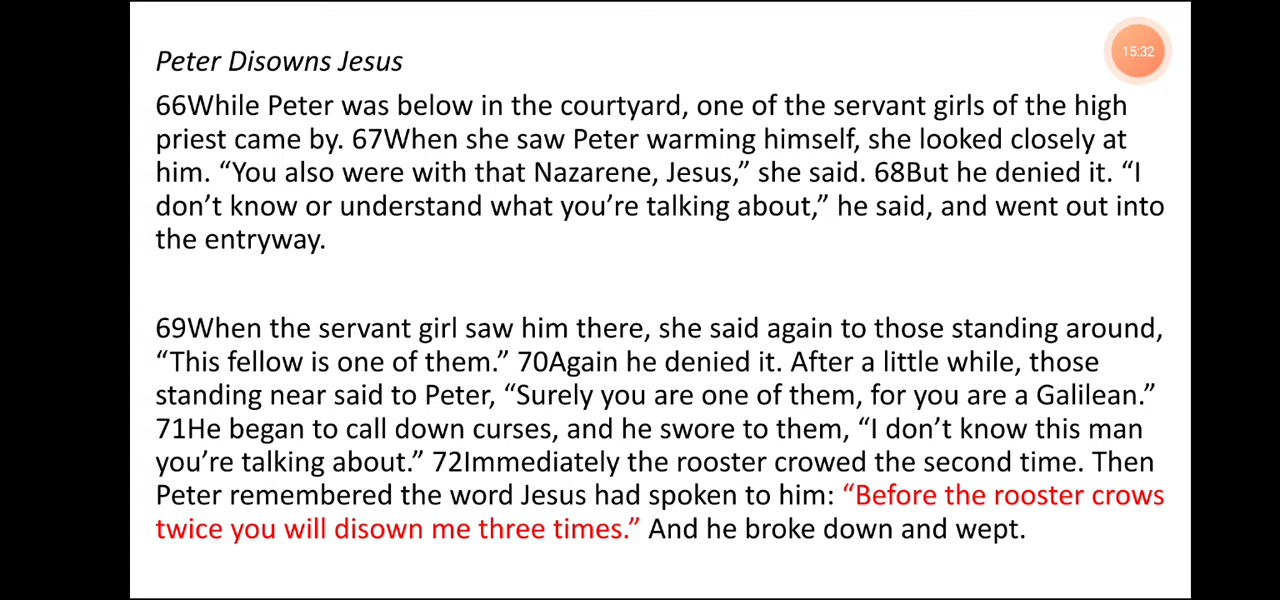 Peter Disowns Jesus
15:32
66While Peter was below in the courtyard, one of the servant girls of the high
priest came by. 67When she saw Peter warming himself, she looked closely at
him. “You also were with that Nazarene, Jesus,” she said. 68But he denied it. “I
don’t know or understand what you’re talking about,” he said, and went out into
the entryway.
69When the servant girl saw him there, she said again to those standing around,
“This fellow is one of them.” 70Again he denied it. After a little while, those
standing near said to Peter, “Surely you are one of them, for you are a Galilean.”
71He began to call down curses, and he swore to them, “I don’t know this man
you’re talking about.” 72Immediately the rooster crowed the second time. Then
Peter remembered the word Jesus had spoken to him: “Before the rooster crows
twice you will disown me three times.” And he broke down and wept.